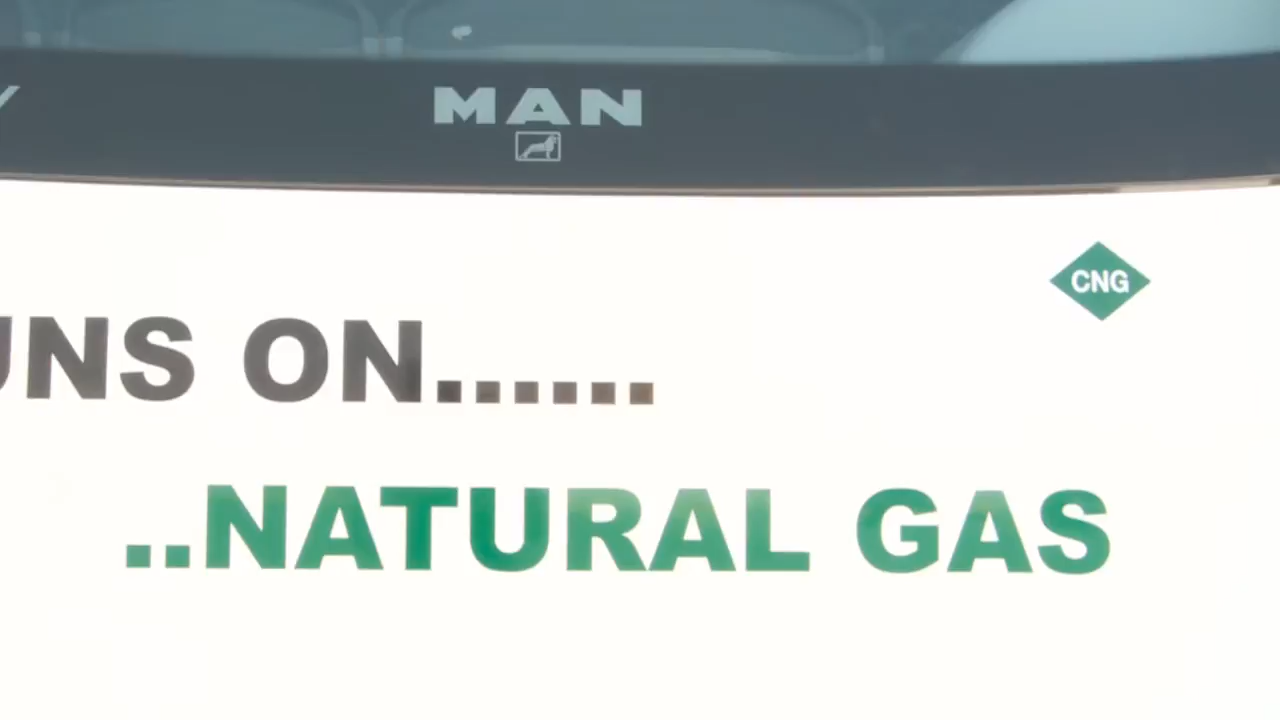 MAN
CNG
UNS ON......
..NATURAL GAS